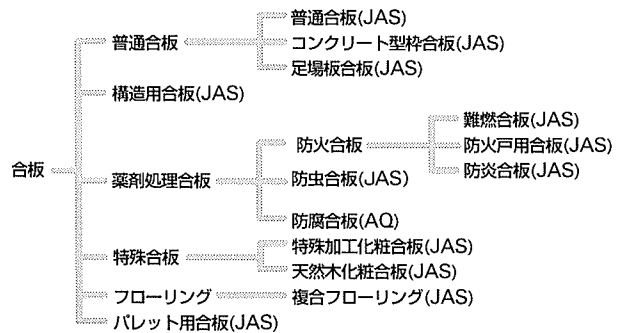 合板
普通合板
普通合板(JAS)
コンクリート型枠合板(JAS)
足場板合板(JAS)
構造用合板(JAS)
薬剤処理合板
防火合板
難燃合板(JAS)
防火戸用合板(JAS)
防炎合板(JAS)
防虫合板(JAS)
防腐合板(AQ)
特殊合板
特殊加工化粧合板(JAS)
天然木化粧合板(JAS)
フローリング
複合フローリング(JAS)
パレット用合板(JAS)